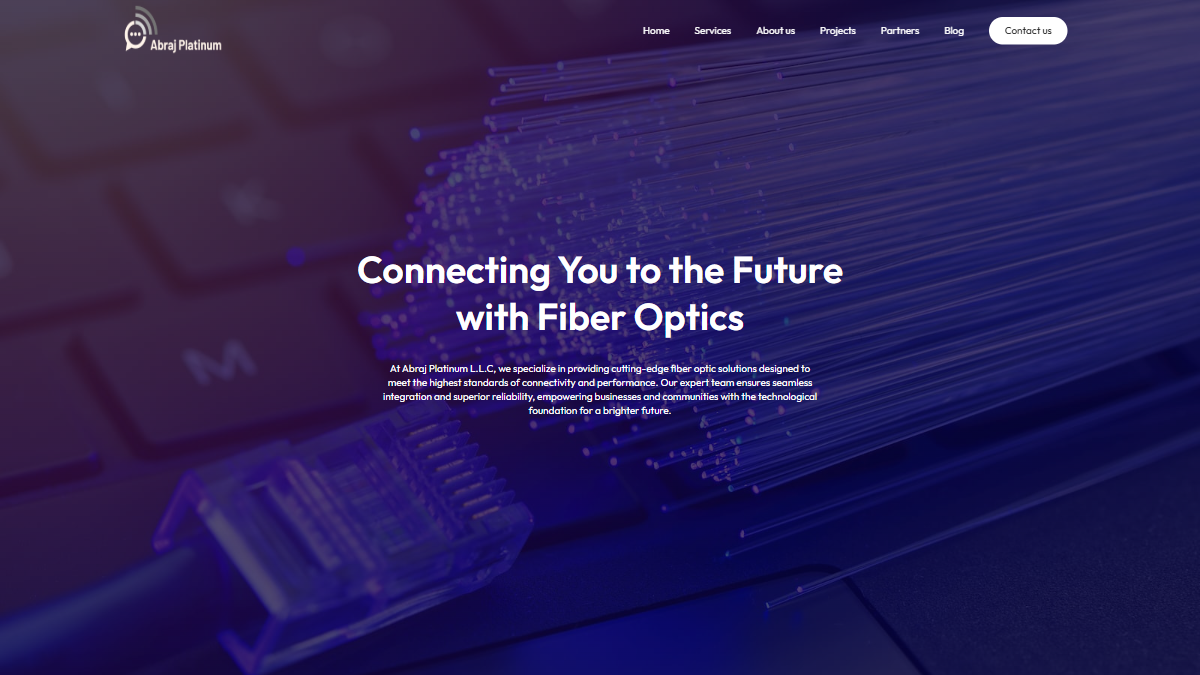 Abraj Platinum
Home Services About us Projects Partners Blog Contact us
K
M
Connecting You to the Future
with Fiber Optics
At Abraj Platinum L.L.C, we specialize in providing cutting-edge fiber optic solutions designed to
meet the highest standards of connectivity and performance. Our expert team ensures seamless
integration and superior reliability, empowering businesses and communities with the technological
foundation for a brighter future.